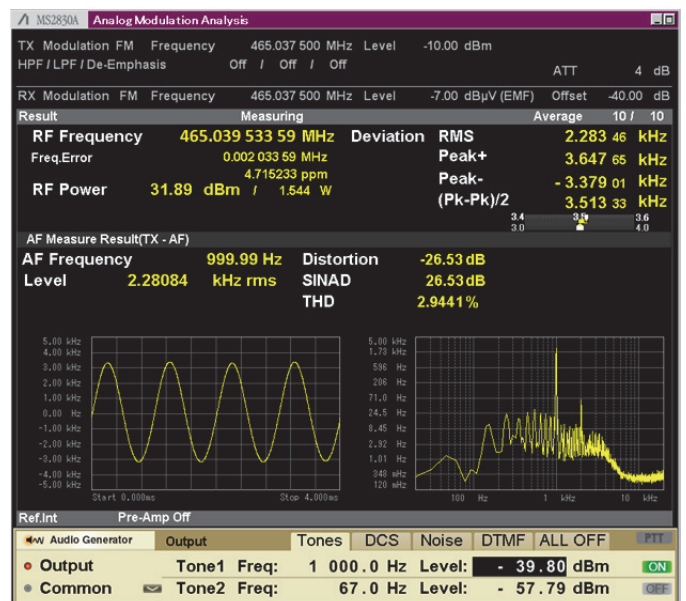 MS2830A Analog Modulation Analysis
TX Modulation FM Frequency 465.037 500 MHz Level -10.00 dBm
HPF / LPF / De-Emphasis Off / Off / Off
ATT 4 dB
RX Modulation FM Frequency 465.037 500 MHz Level -7.00 dBµV (EMF) Offset -40.00 dB
Result Measuring Average 10 / 10
RF Frequency 465.039 533 59 MHz Deviation RMS 2.283 46 kHz
Freq.Error 0.002 033 59 MHz Peak+ 3.647 65 kHz
4.715233 ppm Peak- - 3.379 01 kHz
RF Power 31.89 dBm / 1.544 W (Pk-Pk)/2 3.513 33 kHz
3.4 3.6
3.0 4.0
AF Measure Result(TX - AF)
AF Frequency 999.99 Hz Distortion -26.53 dB
Level 2.28084 kHz rms SINAD 26.53 dB
THD 2.9441 %
5.00 kHz
4.00 kHz
3.00 kHz
2.00 kHz
1.00 kHz
0.00 Hz
-1.00 kHz
-2.00 kHz
-3.00 kHz
-4.00 kHz
-5.00 kHz
Start 0.000ms Stop 4.000ms
5.00 kHz
1.73 kHz
596 Hz
206 Hz
71.0 Hz
24.5 Hz
8.45 Hz
2.92 Hz
1.01 Hz
348 mHz
120 mHz
100 Hz 1 kHz 10 kHz
Ref.Int Pre-Amp Off
Audio Generator Output Tones DCS Noise DTMF ALL OFF PTT
Output Tone1 Freq: 1 000.0 Hz Level: - 39.80 dBm ON
Common Tone2 Freq: 67.0 Hz Level: - 57.79 dBm OFF